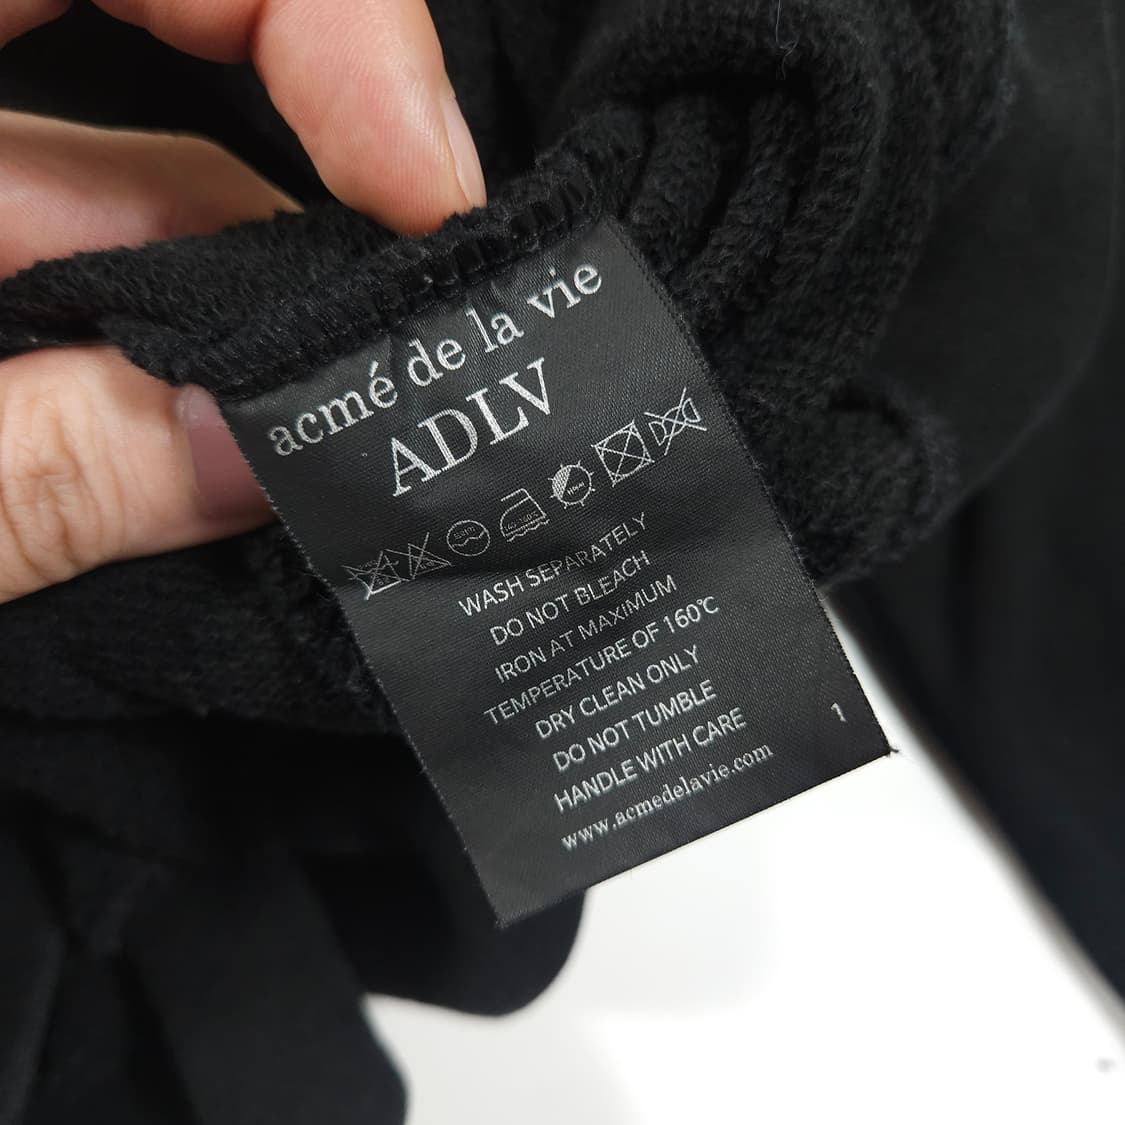 acmé de la vie
ADLV
WASH SEPARATELY
DO NOT BLEACH
IRON AT MAXIMUM
TEMPERATURE OF 160℃
DRY CLEAN ONLY
DO NOT TUMBLE
HANDLE WITH CARE
www.acmedelavie.com
1